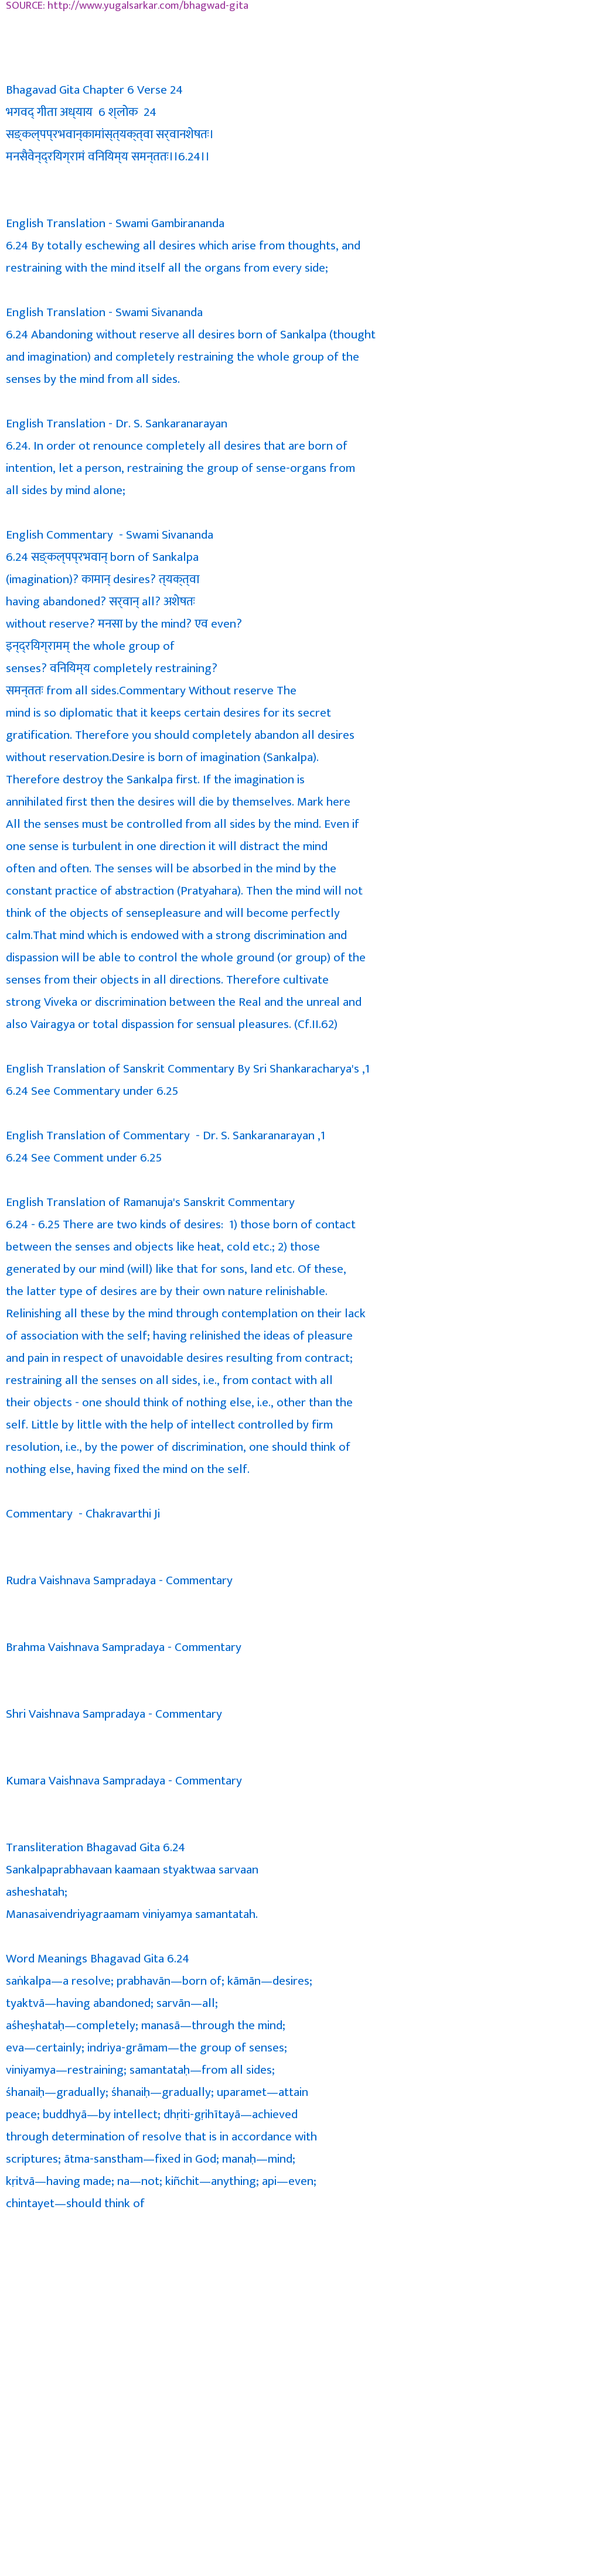 SOURCE: http://www.yugalsarkar.com/bhagwad-gita
Bhagavad Gita Chapter 6 Verse 24
भगवद् गीता अध्याय 6 श्लोक 24
सङ्कल्पप्रभवान्कामांस्त्यक्त्वा सर्वानशेषतः।
मनसैवेन्द्रियग्रामं विनियम्य समन्ततः।।6.24।।
English Translation - Swami Gambirananda
6.24 By totally eschewing all desires which arise from thoughts, and
restraining with the mind itself all the organs from every side;
English Translation - Swami Sivananda
6.24 Abandoning without reserve all desires born of Sankalpa (thought
and imagination) and completely restraining the whole group of the
senses by the mind from all sides.
English Translation - Dr. S. Sankaranarayan
6.24. In order ot renounce completely all desires that are born of
intention, let a person, restraining the group of sense-organs from
all sides by mind alone;
English Commentary - Swami Sivananda
6.24 सङ्कल्पप्रभवान् born of Sankalpa
(imagination)? कामान् desires? त्यक्त्वा
having abandoned? सर्वान् all? अशेषतः
without reserve? मनसा by the mind? एव even?
इन्द्रियग्रामम् the whole group of
senses? विनियम्य completely restraining?
समन्ततः from all sides.Commentary Without reserve The
mind is so diplomatic that it keeps certain desires for its secret
gratification. Therefore you should completely abandon all desires
without reservation.Desire is born of imagination (Sankalpa).
Therefore destroy the Sankalpa first. If the imagination is
annihilated first then the desires will die by themselves. Mark here
All the senses must be controlled from all sides by the mind. Even if
one sense is turbulent in one direction it will distract the mind
often and often. The senses will be absorbed in the mind by the
constant practice of abstraction (Pratyahara). Then the mind will not
think of the objects of sensepleasure and will become perfectly
calm.That mind which is endowed with a strong discrimination and
dispassion will be able to control the whole ground (or group) of the
senses from their objects in all directions. Therefore cultivate
strong Viveka or discrimination between the Real and the unreal and
also Vairagya or total dispassion for sensual pleasures. (Cf.II.62)
English Translation of Sanskrit Commentary By Sri Shankaracharya's ,1
6.24 See Commentary under 6.25
English Translation of Commentary - Dr. S. Sankaranarayan ,1
6.24 See Comment under 6.25
English Translation of Ramanuja's Sanskrit Commentary
6.24 - 6.25 There are two kinds of desires: 1) those born of contact
between the senses and objects like heat, cold etc.; 2) those
generated by our mind (will) like that for sons, land etc. Of these,
the latter type of desires are by their own nature relinishable.
Relinishing all these by the mind through contemplation on their lack
of association with the self; having relinished the ideas of pleasure
and pain in respect of unavoidable desires resulting from contract;
restraining all the senses on all sides, i.e., from contact with all
their objects - one should think of nothing else, i.e., other than the
self. Little by little with the help of intellect controlled by firm
resolution, i.e., by the power of discrimination, one should think of
nothing else, having fixed the mind on the self.
Commentary - Chakravarthi Ji
Rudra Vaishnava Sampradaya - Commentary
Brahma Vaishnava Sampradaya - Commentary
Shri Vaishnava Sampradaya - Commentary
Kumara Vaishnava Sampradaya - Commentary
Transliteration Bhagavad Gita 6.24
Sankalpaprabhavaan kaamaan styaktwaa sarvaan
asheshatah;
Manasaivendriyagraamam viniyamya samantatah.
Word Meanings Bhagavad Gita 6.24
saṅkalpa—a resolve; prabhavān—born of; kāmān—desires;
tyaktvā—having abandoned; sarvān—all;
aśheṣhataḥ—completely; manasā—through the mind;
eva—certainly; indriya-grāmam—the group of senses;
viniyamya—restraining; samantataḥ—from all sides;
śhanaiḥ—gradually; śhanaiḥ—gradually; uparamet—attain
peace; buddhyā—by intellect; dhṛiti-gṛihītayā—achieved
through determination of resolve that is in accordance with
scriptures; ātma-sanstham—fixed in God; manaḥ—mind;
kṛitvā—having made; na—not; kiñchit—anything; api—even;
chintayet—should think of